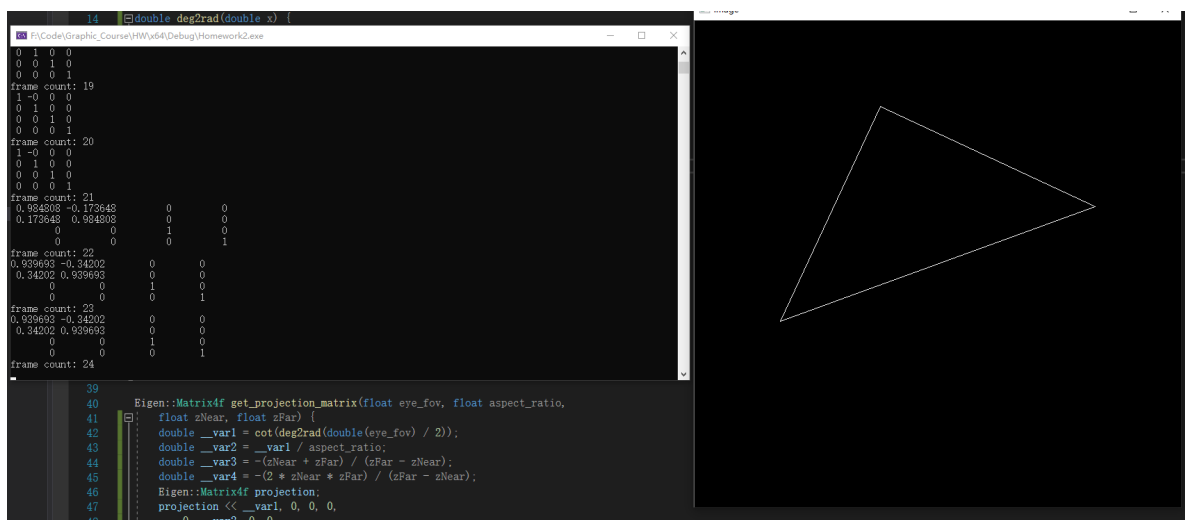 14 double deg2rad(double x) {
F:\Code\Graphic_Course\HW\x64\Debug\Homework2.exe
0 1 0 0
0 0 1 0
0 0 0 1
frame count: 19
1 -0 0 0
0 1 0 0
0 0 1 0
0 0 0 1
frame count: 20
1 -0 0 0
0 1 0 0
0 0 1 0
0 0 0 1
frame count: 21
0.984808 -0.173648 0 0
0.173648 0.984808 0 0
0 0 1 0
0 0 0 1
frame count: 22
0.939693 -0.34202 0 0
0.34202 0.939693 0 0
0 0 1 0
0 0 0 1
frame count: 23
0.939693 -0.34202 0 0
0.34202 0.939693 0 0
0 0 1 0
0 0 0 1
frame count: 24
39
40 Eigen::Matrix4f get_projection_matrix(float eye_fov, float aspect_ratio,
41 float zNear, float zFar) {
42 double __var1 = cot(deg2rad(double(eye_fov) / 2));
43 double __var2 = __var1 / aspect_ratio;
44 double __var3 = -(zNear + zFar) / (zFar - zNear);
45 double __var4 = -(2 * zNear * zFar) / (zFar - zNear);
46 Eigen::Matrix4f projection;
47 projection << __var1, 0, 0, 0,